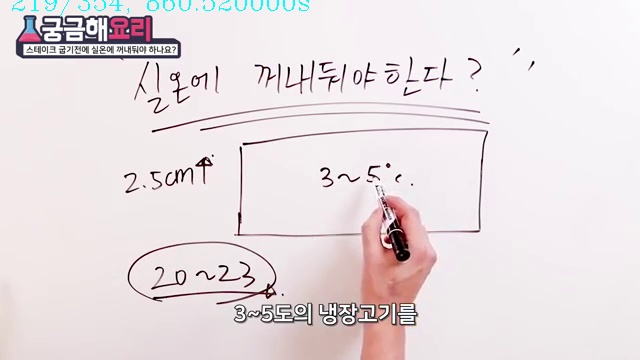 219/354, 860.520000s
궁금해요리
스테이크 굽기전에 실온에 꺼내둬야 하나요?
실온에 꺼내둬야한다?
2.5cm↑
3~5°c.
20~23
3~5도의 냉장고기를